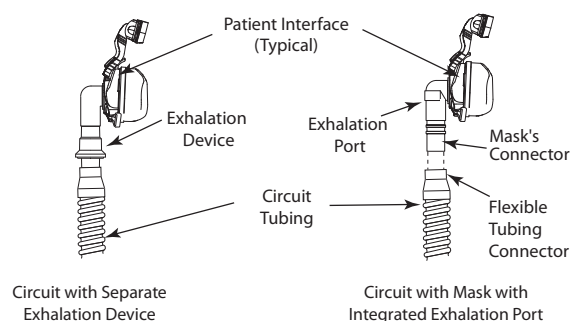 Patient Interface
(Typical)
Exhalation
Device
Exhalation
Port
Mask's
Connector
Circuit
Tubing
Flexible
Tubing
Connector
Circuit with Separate
Exhalation Device
Circuit with Mask with
Integrated Exhalation Port